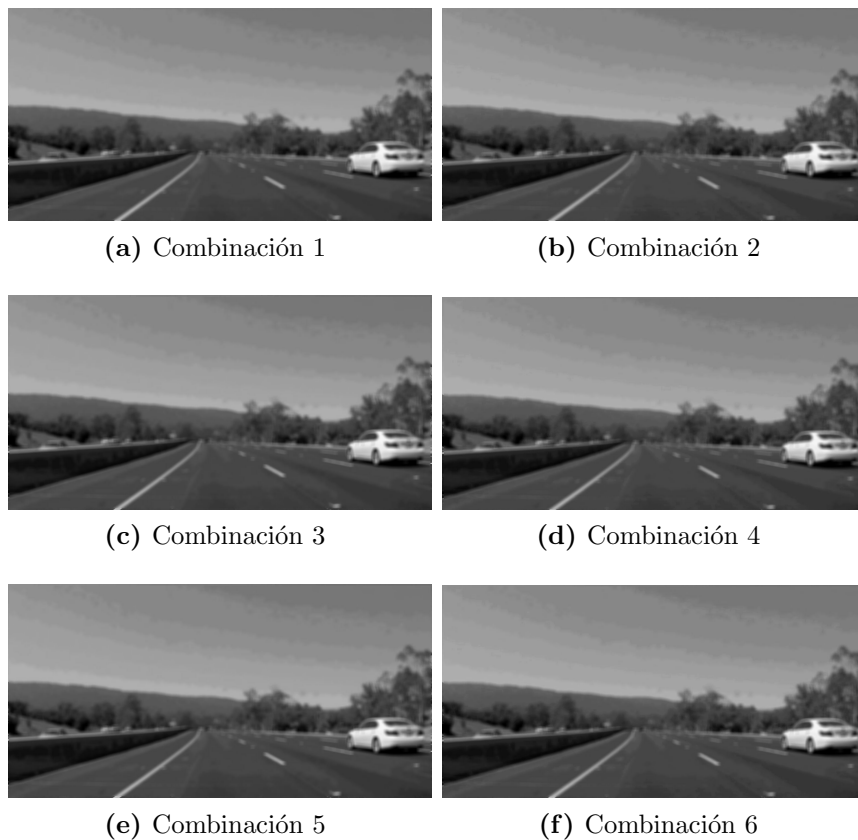 (a) Combinación 1
(b) Combinación 2
(c) Combinación 3
(d) Combinación 4
(e) Combinación 5
(f) Combinación 6